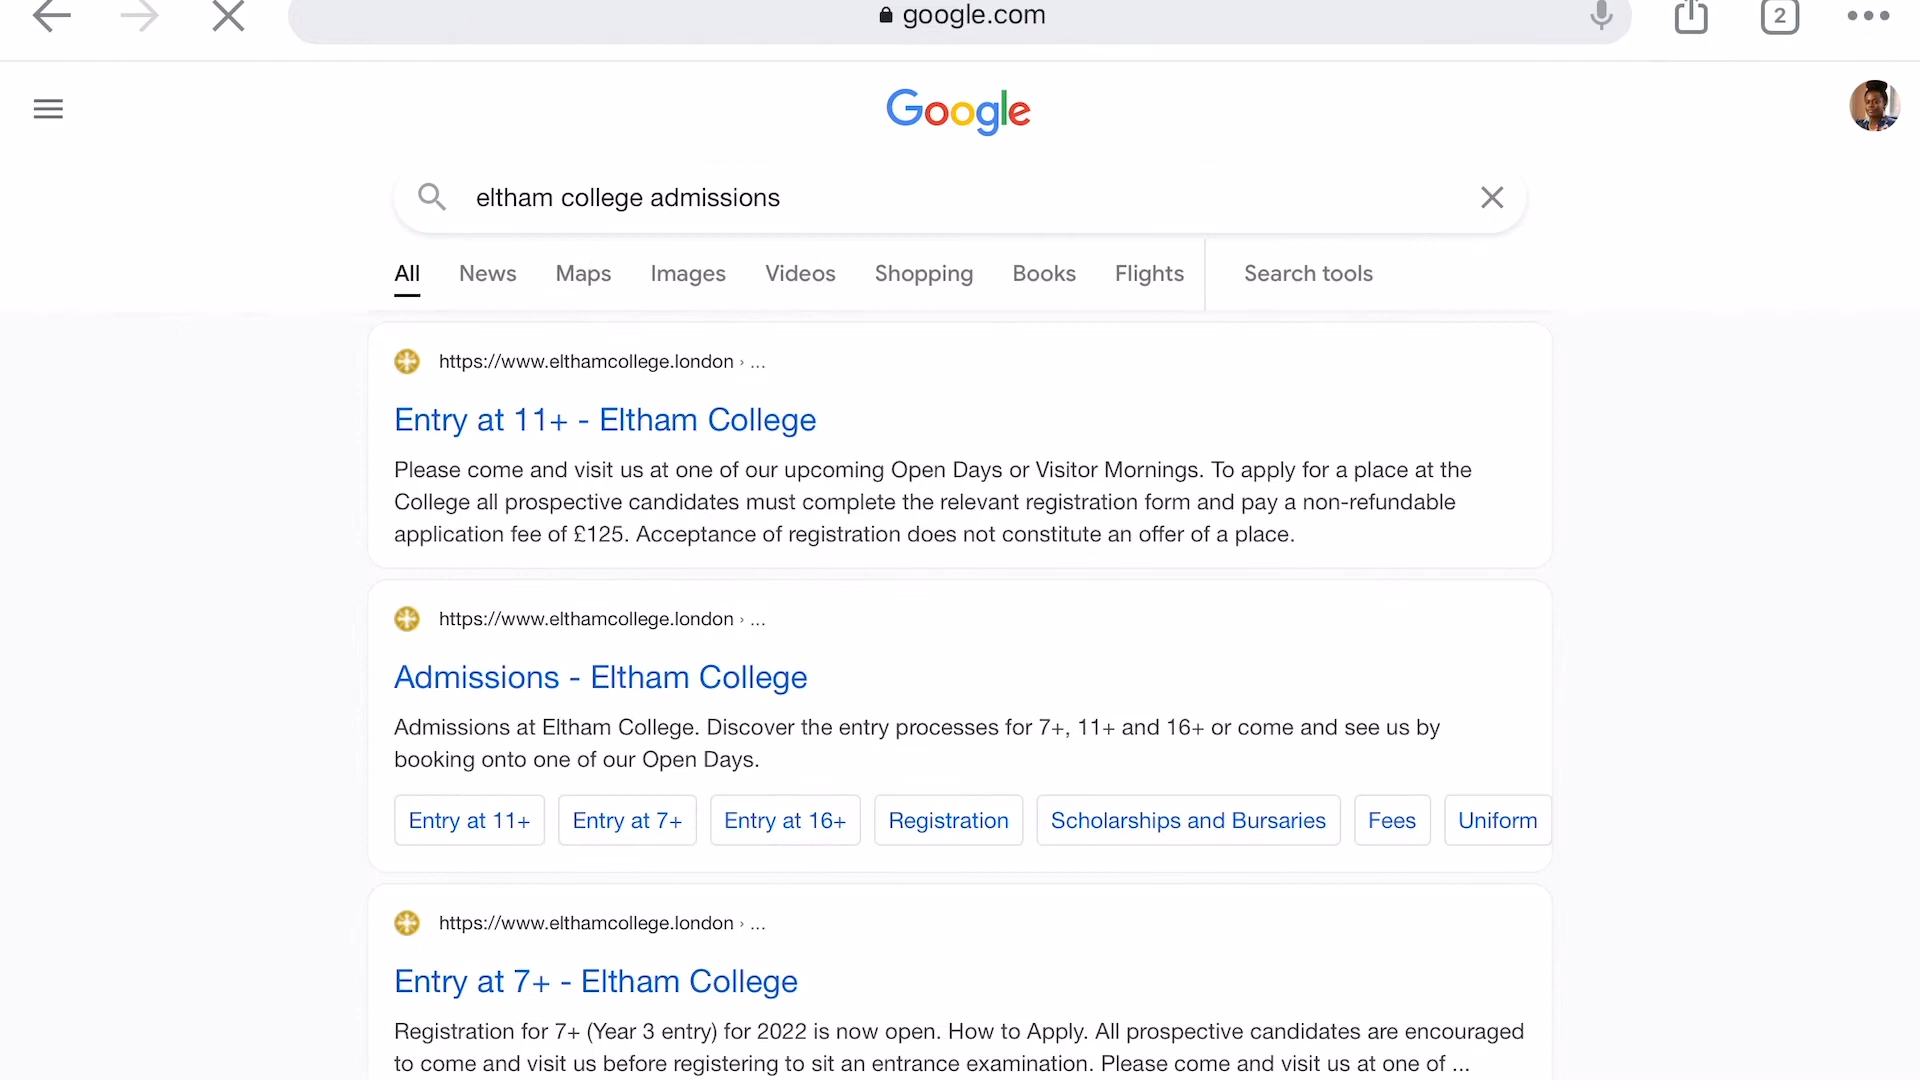 google.com
2
Google
eltham college admissions
All News Maps Images Videos Shopping Books Flights Search tools
https://www.elthamcollege.london › ...
Entry at 11+ - Eltham College
Please come and visit us at one of our upcoming Open Days or Visitor Mornings. To apply for a place at the
College all prospective candidates must complete the relevant registration form and pay a non-refundable
application fee of £125. Acceptance of registration does not constitute an offer of a place.
https://www.elthamcollege.london › ...
Admissions - Eltham College
Admissions at Eltham College. Discover the entry processes for 7+, 11+ and 16+ or come and see us by
booking onto one of our Open Days.
Entry at 11+ Entry at 7+ Entry at 16+ Registration Scholarships and Bursaries Fees Uniform
https://www.elthamcollege.london › ...
Entry at 7+ - Eltham College
Registration for 7+ (Year 3 entry) for 2022 is now open. How to Apply. All prospective candidates are encouraged
to come and visit us before registering to sit an entrance examination. Please come and visit us at one of ...